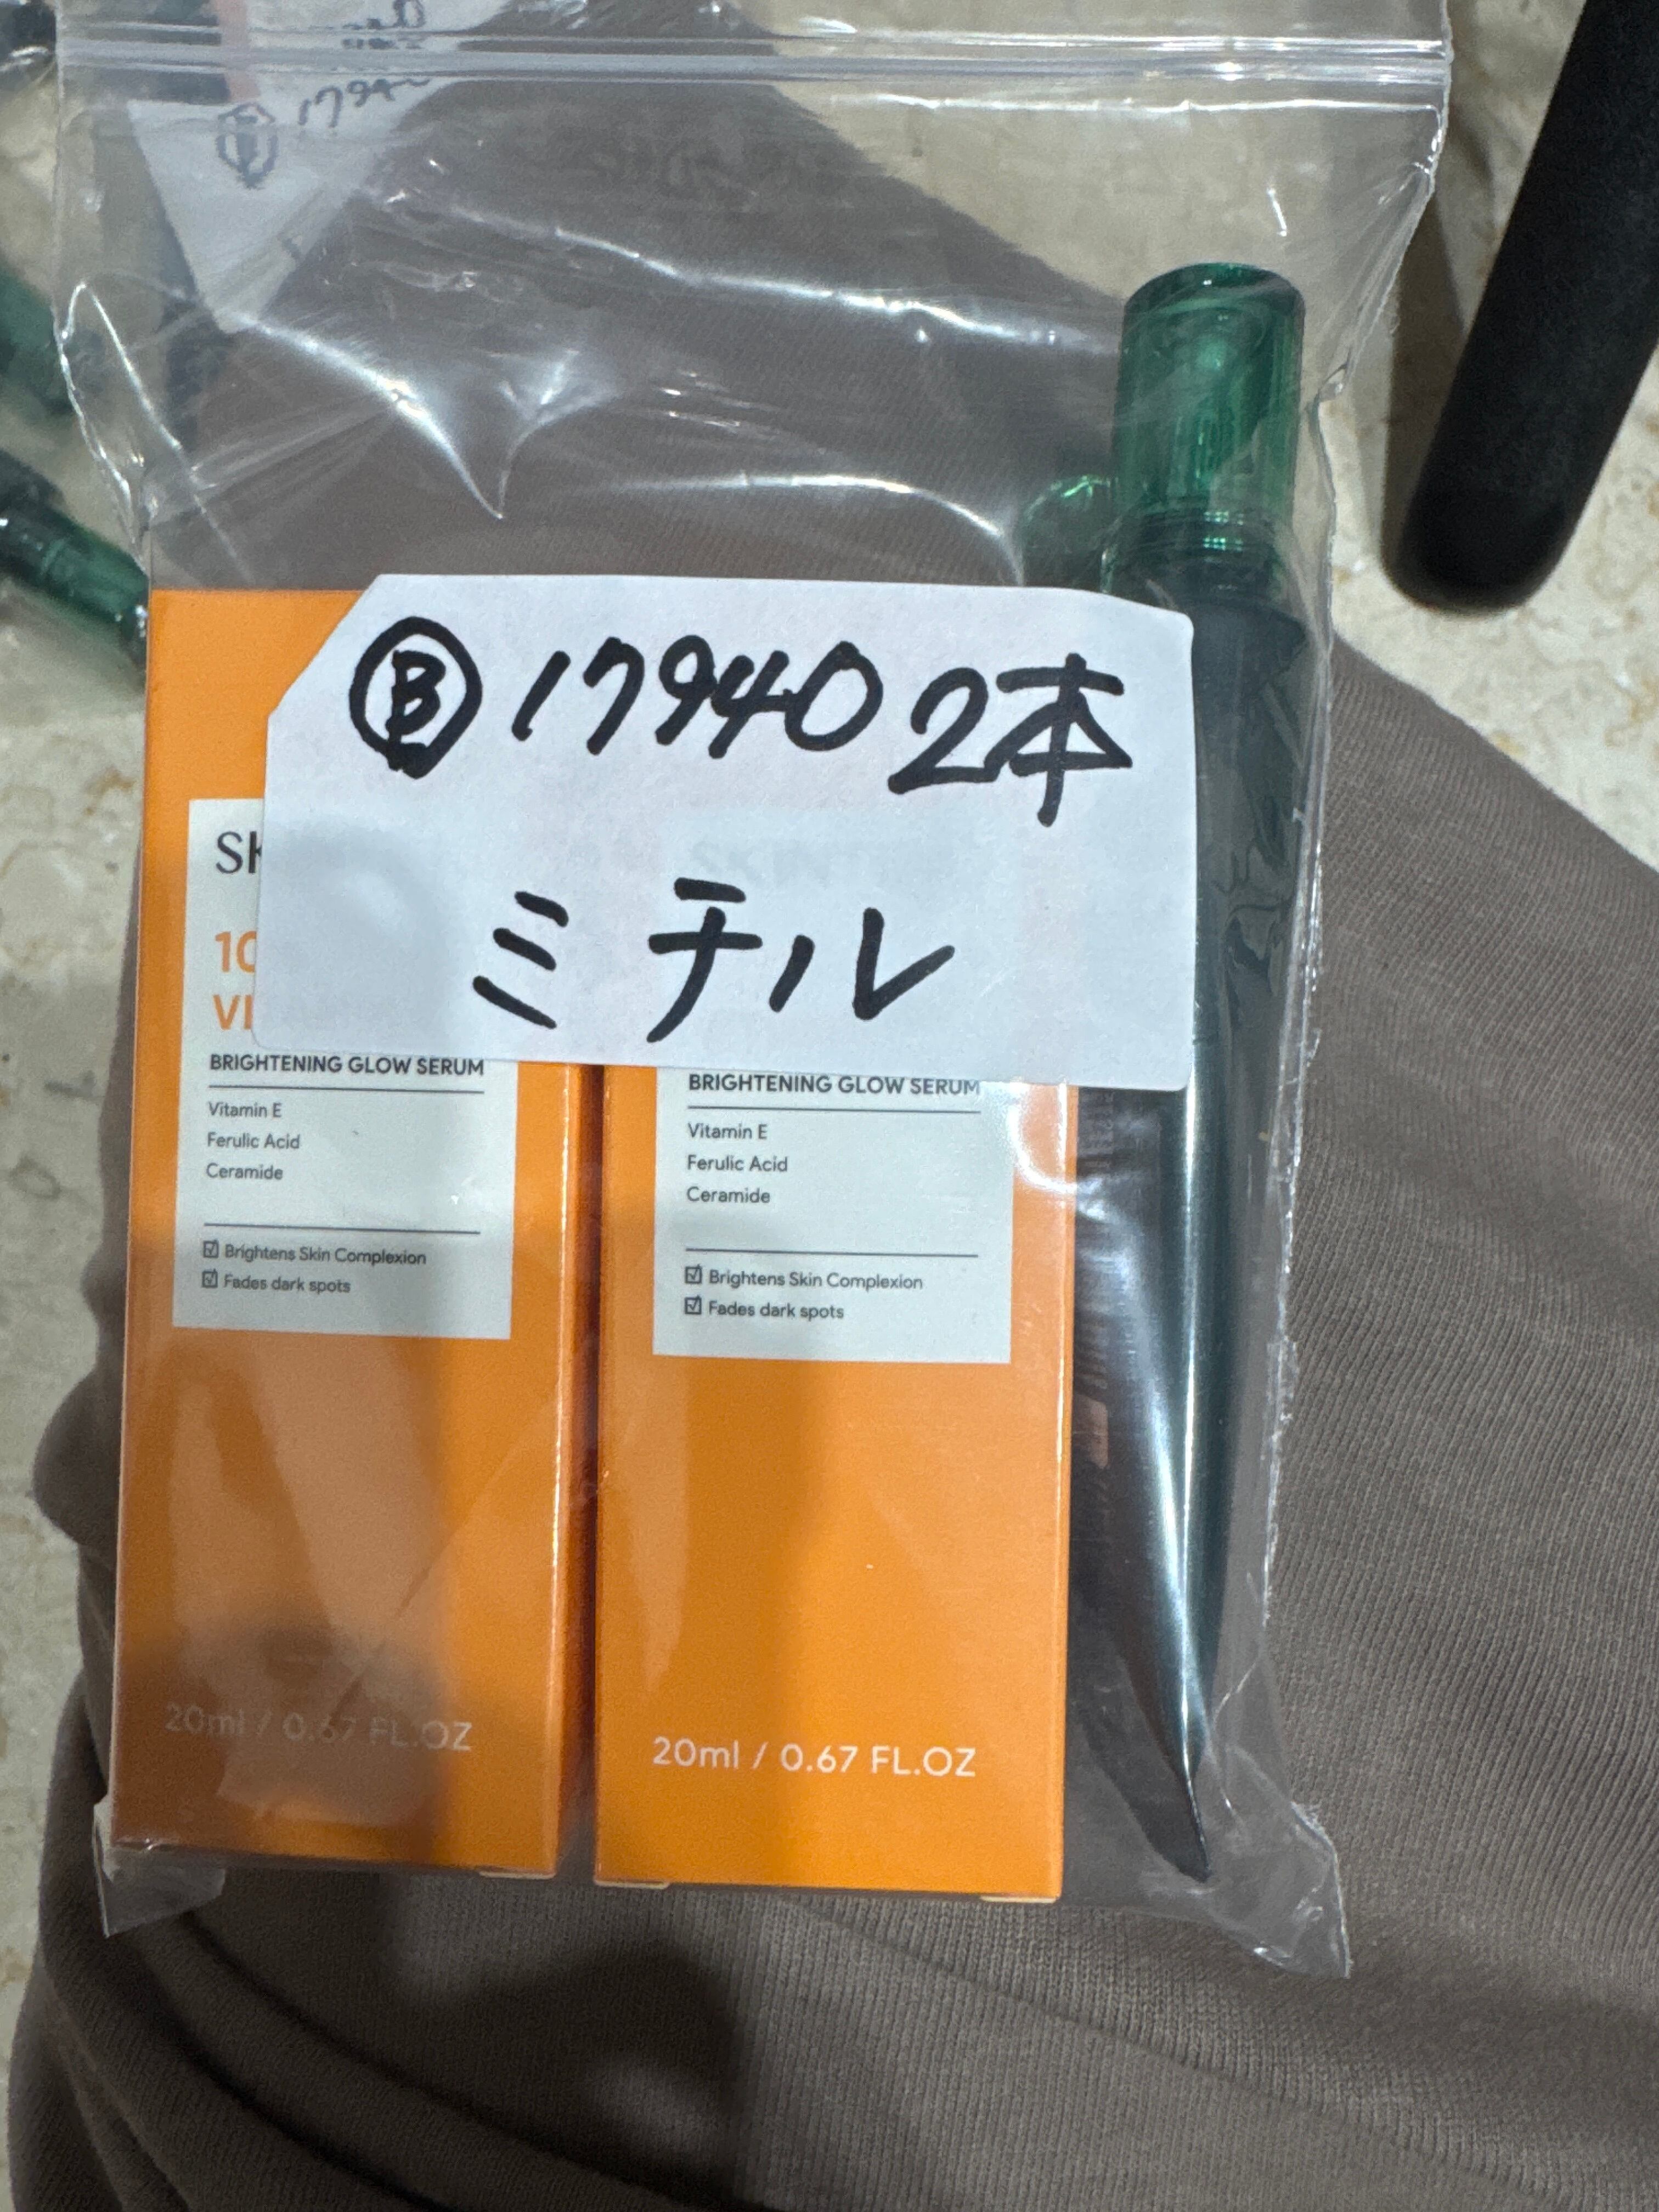 Ⓑ 1794
Ⓑ 17940 2本
ミチル
SK
10
VI
BRIGHTENING GLOW SERUM
Vitamin E
Ferulic Acid
Ceramide
☑ Brightens Skin Complexion
☑ Fades dark spots
20ml / 0.67 FL.OZ
BRIGHTENING GLOW SERUM
Vitamin E
Ferulic Acid
Ceramide
☑ Brightens Skin Complexion
☑ Fades dark spots
20ml / 0.67 FL.OZ